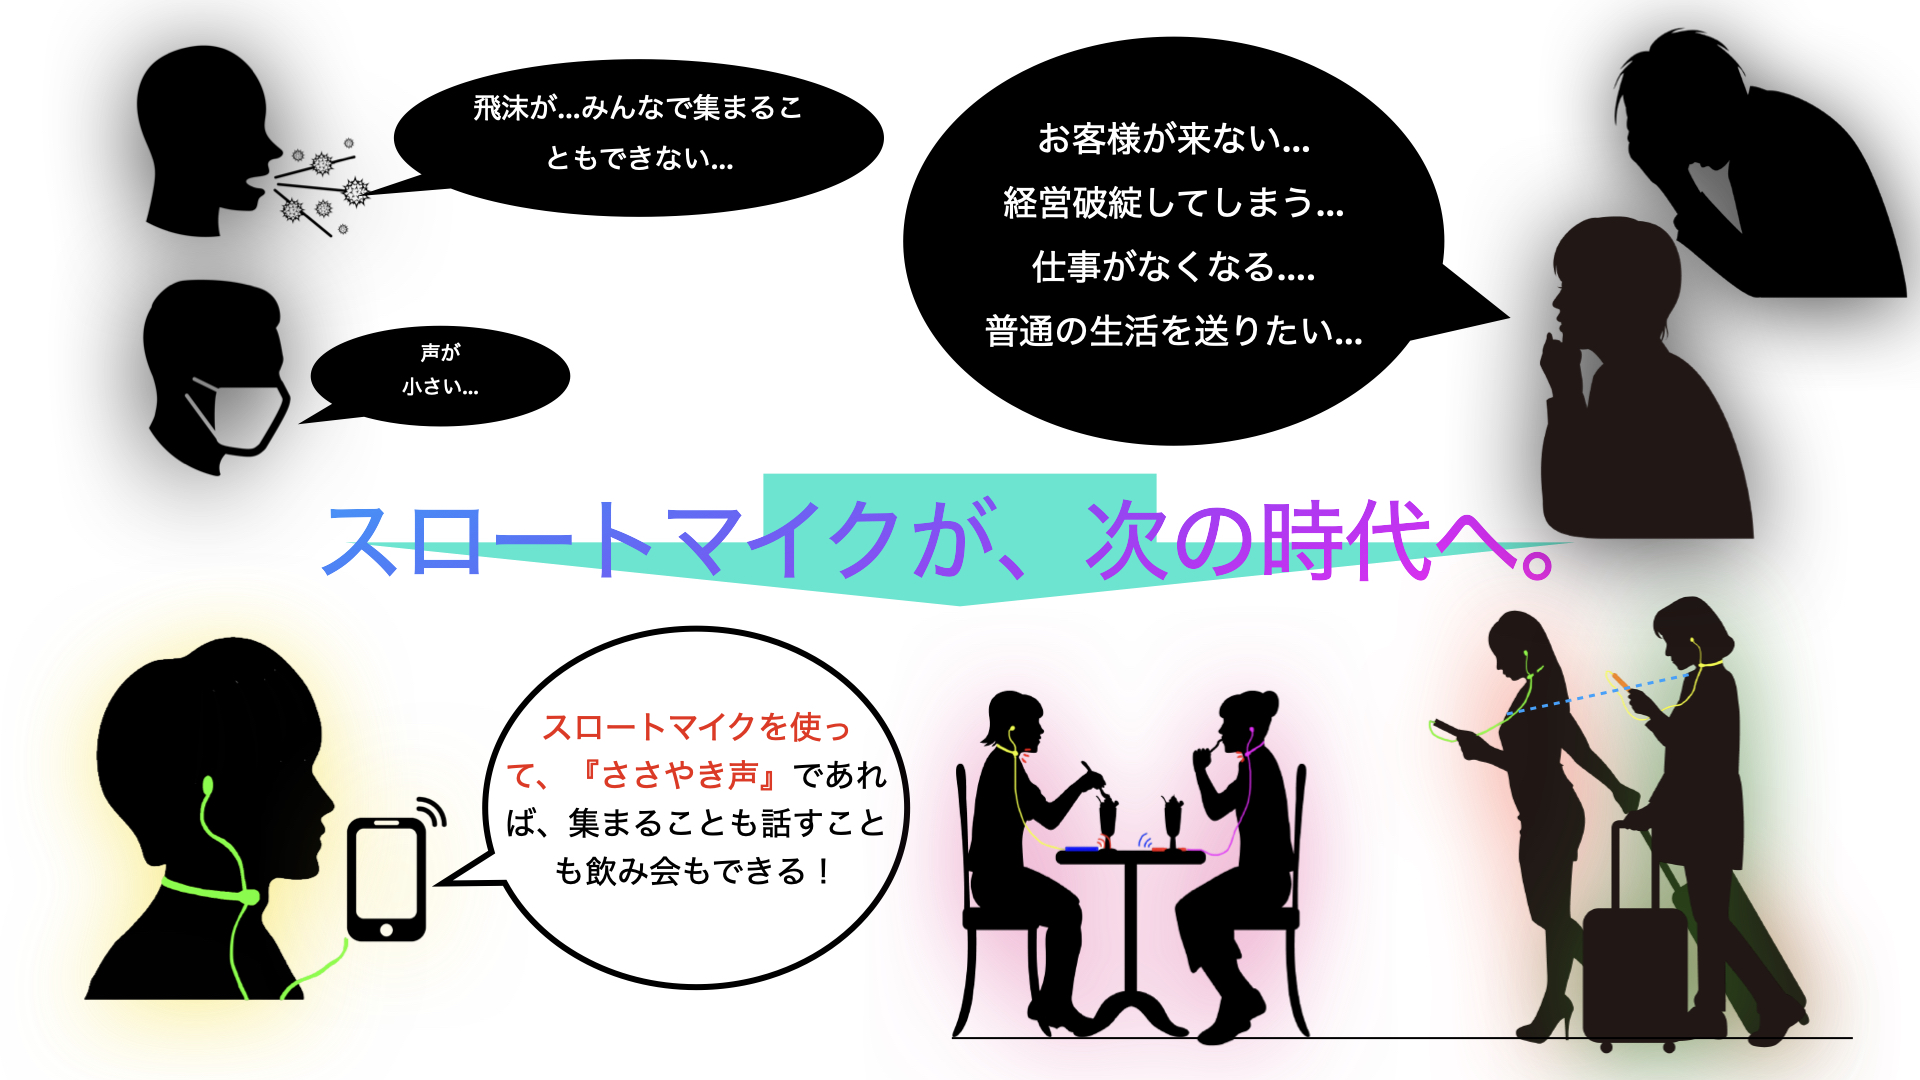 飛沫が...みんなで集まるこ
ともできない...
お客様が来ない...
経営破綻してしまう...
仕事がなくなる....
普通の生活を送りたい...
声が
小さい...
スロートマイクが、次の時代へ。
スロートマイクを使っ
て、『ささやき声』であれ
ば、集まることも話すこと
も飲み会もできる！